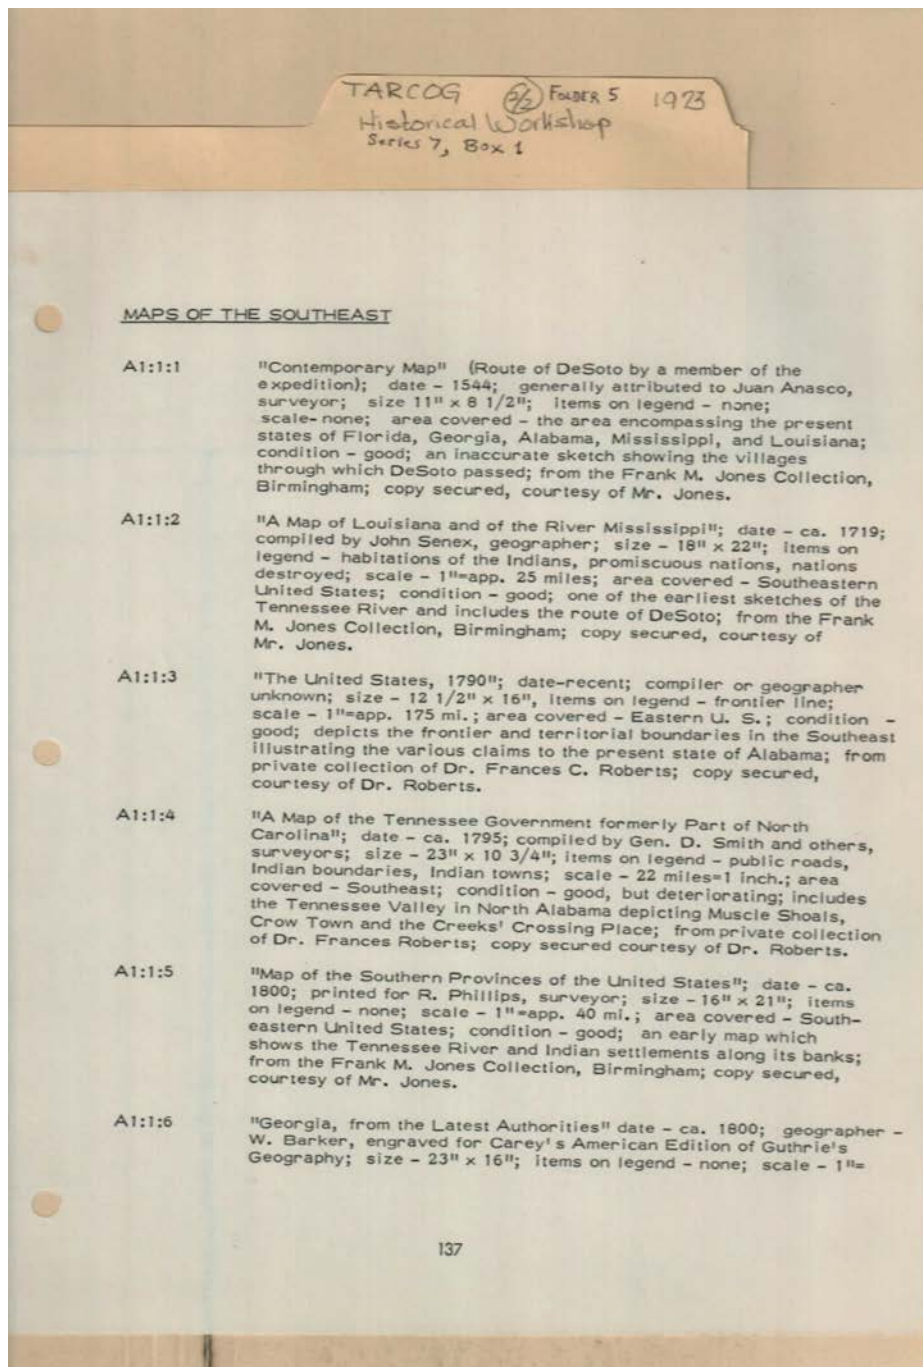 TARCOG 2/2 FOLDER 5 1973
Historical Workshop
Series 7, Box 1
MAPS OF THE SOUTHEAST
A1:1:1 "Contemporary Map" (Route of DeSoto by a member of the
expedition); date - 1544; generally attributed to Juan Anasco,
surveyor; size 11" x 8 1/2"; items on legend - none;
scale- none; area covered - the area encompassing the present
states of Florida, Georgia, Alabama, Mississippi, and Louisiana;
condition - good; an inaccurate sketch showing the villages
through which DeSoto passed; from the Frank M. Jones Collection,
Birmingham; copy secured, courtesy of Mr. Jones.
A1:1:2 "A Map of Louisiana and of the River Mississippi"; date - ca. 1719;
compiled by John Senex, geographer; size - 18" x 22"; items on
legend - habitations of the Indians, promiscuous nations, nations
destroyed; scale - 1"=app. 25 miles; area covered - Southeastern
United States; condition - good; one of the earliest sketches of the
Tennessee River and includes the route of DeSoto; from the Frank
M. Jones Collection, Birmingham; copy secured, courtesy of
Mr. Jones.
A1:1:3 "The United States, 1790"; date-recent; compiler or geographer
unknown; size - 12 1/2" x 16", items on legend - frontier line;
scale - 1"=app. 175 mi.; area covered - Eastern U. S.; condition -
good; depicts the frontier and territorial boundaries in the Southeast
illustrating the various claims to the present state of Alabama; from
private collection of Dr. Frances C. Roberts; copy secured,
courtesy of Dr. Roberts.
A1:1:4 "A Map of the Tennessee Government formerly Part of North
Carolina"; date - ca. 1795; compiled by Gen. D. Smith and others,
surveyors; size - 23" x 10 3/4"; items on legend - public roads,
Indian boundaries, Indian towns; scale - 22 miles=1 inch.; area
covered - Southeast; condition - good, but deteriorating; includes
the Tennessee Valley in North Alabama depicting Muscle Shoals,
Crow Town and the Creeks' Crossing Place; from private collection
of Dr. Frances Roberts; copy secured courtesy of Dr. Roberts.
A1:1:5 "Map of the Southern Provinces of the United States"; date - ca.
1800; printed for R. Phillips, surveyor; size - 16" x 21"; items
on legend - none; scale - 1"=app. 40 mi.; area covered - South-
eastern United States; condition - good; an early map which
shows the Tennessee River and Indian settlements along its banks;
from the Frank M. Jones Collection, Birmingham; copy secured,
courtesy of Mr. Jones.
A1:1:6 "Georgia, from the Latest Authorities" date - ca. 1800; geographer -
W. Barker, engraved for Carey's American Edition of Guthrie's
Geography; size - 23" x 16"; items on legend - none; scale - 1"=
137